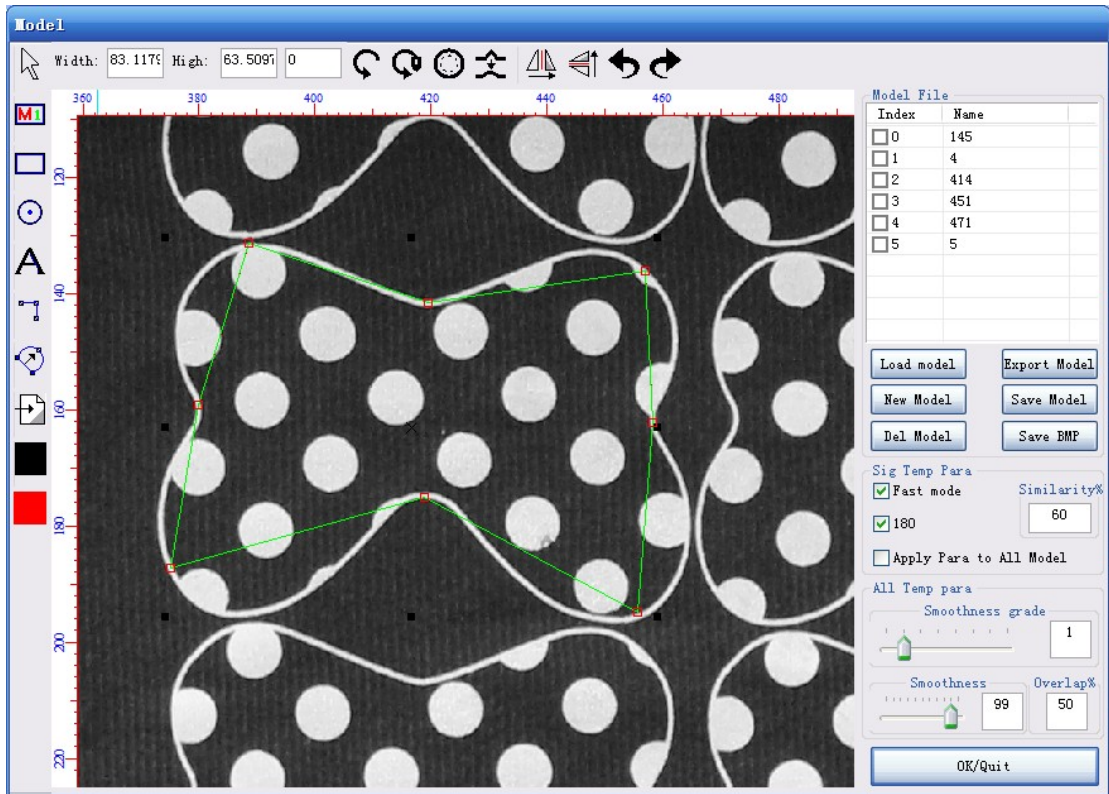 Model
Width: 83.1179 High: 63.5097 0
360 380 400 420 440 460 480
120
140
160
180
200
220
M1
A
Model File
Index Name
0 145
1 4
2 414
3 451
4 471
5 5
Load model Export Model
New Model Save Model
Del Model Save BMP
Sig Temp Para
Fast mode Similarity%
180 60
Apply Para to All Model
All Temp para
Smoothness grade
1
Smoothness Overlap%
99 50
OK/Quit